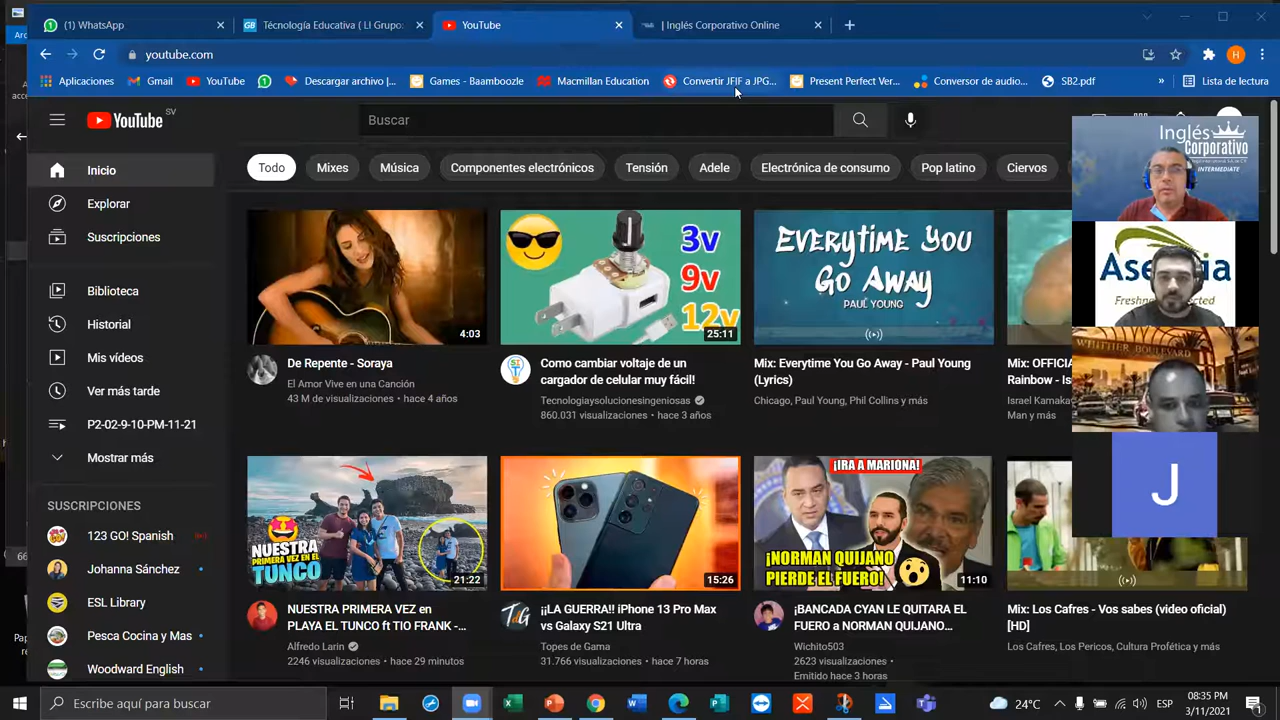 (1) WhatsApp
Técnología Educativa ( LI Grupo:
YouTube
| Inglés Corporativo Online
youtube.com
H
Aplicaciones
Gmail
YouTube
Descargar archivo |...
Games - Baamboozle
Macmillan Education
Convertir JFIF a JPG...
Present Perfect Ver...
Conversor de audio...
SB2.pdf
»
Lista de lectura
YouTube SV
Buscar
Inicio
Explorar
Suscripciones
Biblioteca
Historial
Mis vídeos
Ver más tarde
P2-02-9-10-PM-11-21
Mostrar más
SUSCRIPCIONES
123 GO! Spanish
Johanna Sánchez
ESL Library
Pesca Cocina y Mas
Woodward English
Todo
Mixes
Música
Componentes electrónicos
Tensión
Adele
Electrónica de consumo
Pop latino
Ciervos
4:03
De Repente - Soraya
El Amor Vive en una Canción
43 M de visualizaciones • hace 4 años
3v
9v
12v
25:11
Como cambiar voltaje de un
cargador de celular muy fácil!
Tecnologiaysolucionesingeniosas
860.031 visualizaciones • hace 3 años
EVERYTIME YOU
GO AWAY
PAUL YOUNG
Mix: Everytime You Go Away - Paul Young
(Lyrics)
Chicago, Paul Young, Phil Collins y más
Mix: OFFICI
Rainbow - Is
Israel Kamaka
Man y más
NUESTRA
PRIMERA VEZ EN EL
TUNCO
21:22
NUESTRA PRIMERA VEZ en
PLAYA EL TUNCO ft TIO FRANK -...
Alfredo Larin
2246 visualizaciones • hace 29 minutos
15:26
TdG
¡¡LA GUERRA!! iPhone 13 Pro Max
vs Galaxy S21 Ultra
Topes de Gama
31.766 visualizaciones • hace 7 horas
¡IRA A MARIONA!
¡NORMAN QUIJANO
PIERDE EL FUERO!
11:10
¡BANCADA CYAN LE QUITARA EL
FUERO a NORMAN QUIJANO...
Wichito503
2623 visualizaciones •
Emitido hace 3 horas
Mix: Los Cafres - Vos sabes (video oficial)
[HD]
Los Cafres, Los Pericos, Cultura Profética y más
Inglés
Corporativo
INTERMEDIATE
WHITTIER BOULEVARD
J
Escribe aquí para buscar
24°C
ESP
08:35 PM
3/11/2021
1